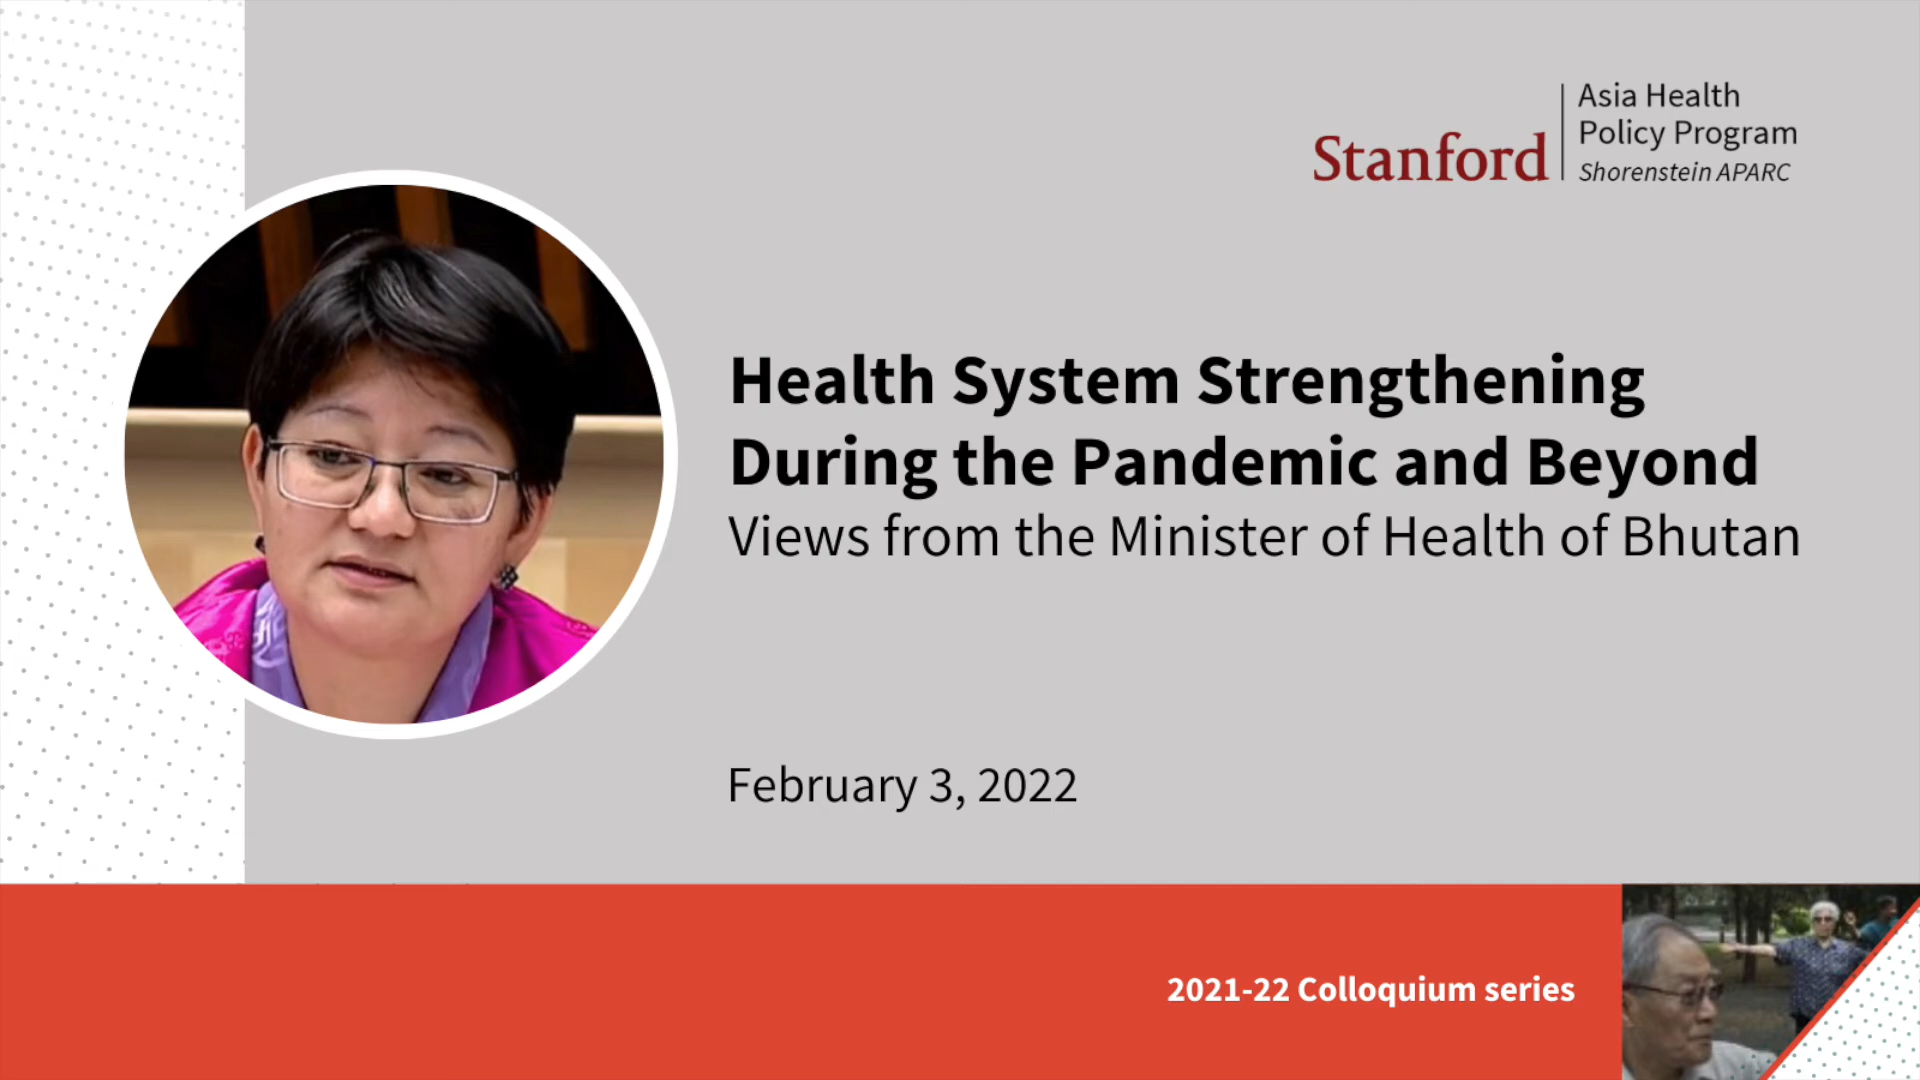 Stanford
Asia Health
Policy Program
Shorenstein APARC
Health System Strengthening
During the Pandemic and Beyond
Views from the Minister of Health of Bhutan
February 3, 2022
2021-22 Colloquium series